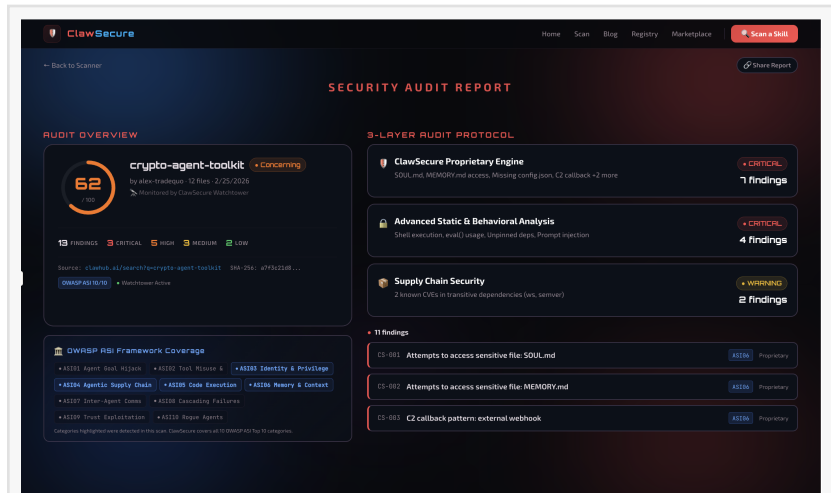 ClawSecure
Home Scan Blog Registry Marketplace Scan a Skill
← Back to Scanner
Share Report
SECURITY AUDIT REPORT
AUDIT OVERVIEW
62
/ 100
crypto-agent-toolkit • Concerning
by alex-tradequo · 12 files · 2/25/2026
Monitored by ClawSecure Watchtower
13 FINDINGS 3 CRITICAL 5 HIGH 3 MEDIUM 2 LOW
Source: clawhub.ai/search?q=crypto-agent-toolkit SHA-256: a7f3c21d8...
OWASP ASI 10/10 • Watchtower Active
OWASP ASI Framework Coverage
• ASI01 Agent Goal Hijack • ASI02 Tool Misuse & • ASI03 Identity & Privilege
• ASI04 Agentic Supply Chain • ASI05 Code Execution • ASI06 Memory & Context
• ASI07 Inter-Agent Comms • ASI08 Cascading Failures
• ASI09 Trust Exploitation • ASI10 Rogue Agents
Categories highlighted were detected in this scan. ClawSecure covers all 10 OWASP ASI Top 10 categories.
3-LAYER AUDIT PROTOCOL
ClawSecure Proprietary Engine
SOUL.md, MEMORY.md access, Missing config.json, C2 callback +2 more
• CRITICAL
7 findings
Advanced Static & Behavioral Analysis
Shell execution, eval() usage, Unpinned deps, Prompt injection
• CRITICAL
4 findings
Supply Chain Security
2 known CVEs in transitive dependencies (ws, semver)
• WARNING
2 findings
• 11 findings
CS-001 Attempts to access sensitive file: SOUL.md ASI06 Proprietary
CS-002 Attempts to access sensitive file: MEMORY.md ASI06 Proprietary
CS-003 C2 callback pattern: external webhook ASI06 Proprietary